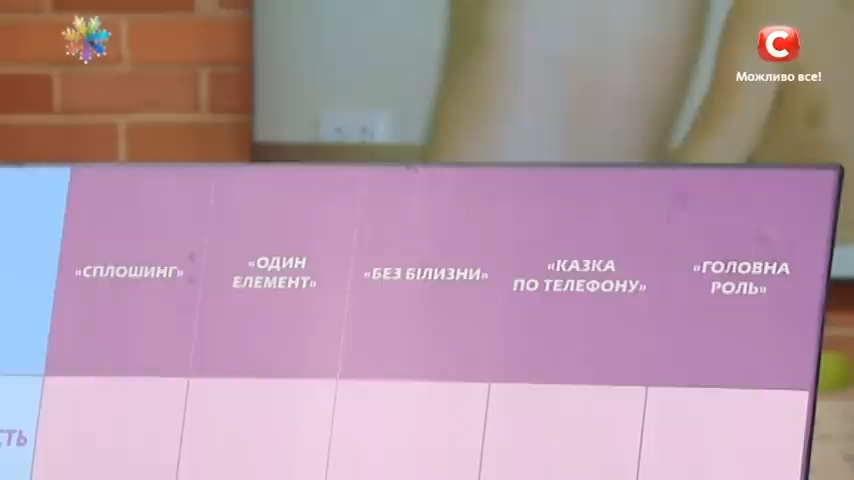 С
Можливо все!
«СПЛОШИНГ»
«ОДИН
ЕЛЕМЕНТ»
«БЕЗ БІЛИЗНИ»
«КАЗКА
ПО ТЕЛЕФОНУ»
«ГОЛОВНА
РОЛЬ»